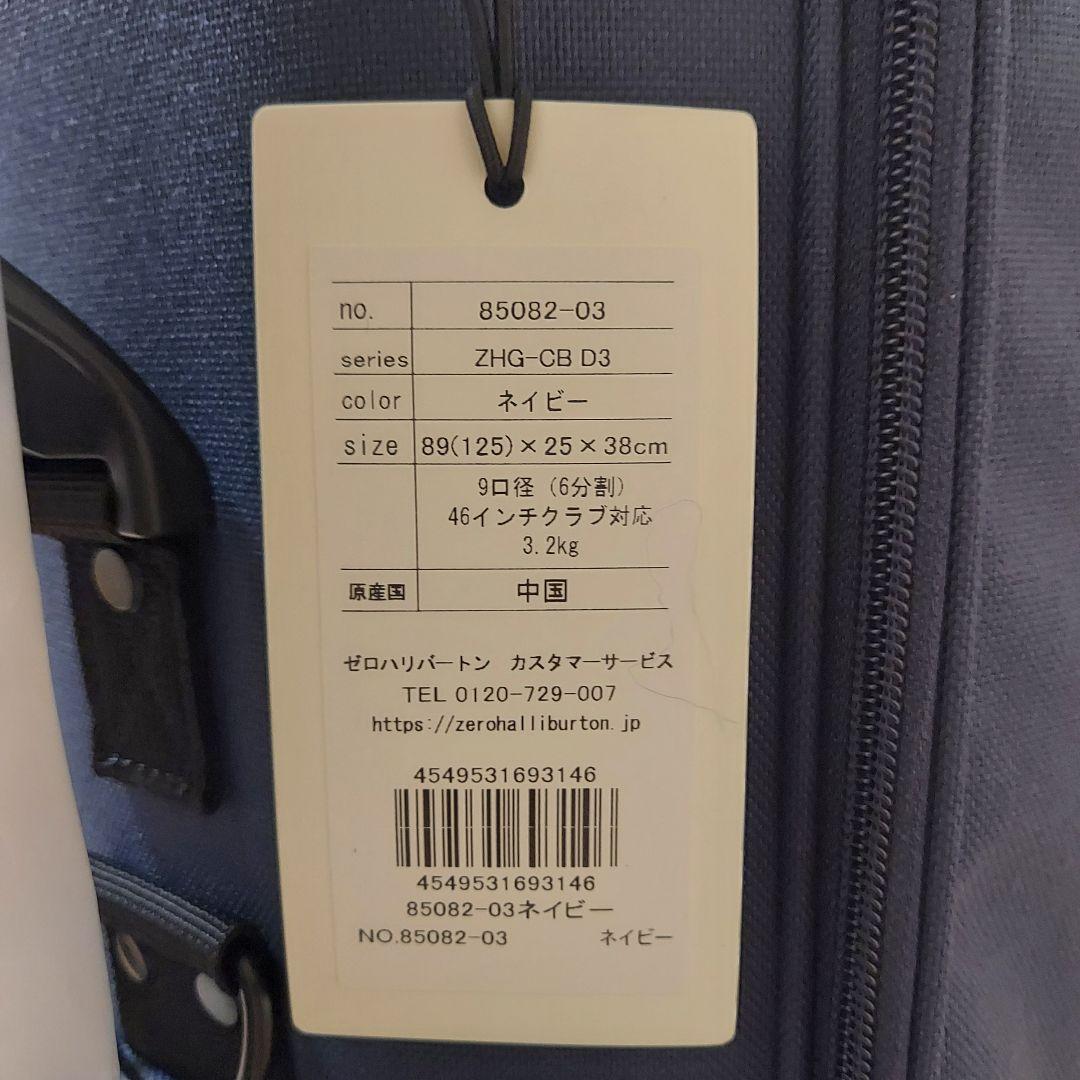 no. 85082-03
series ZHG-CB D3
color ネイビー
size 89(125)×25×38cm
9口径 (6分割)
46インチクラブ対応
3.2kg
原産国 中国
ゼロハリバートン カスタマーサービス
TEL 0120-729-007
https://zerohalliburton.jp
4549531693146
4549531693146
85082-03ネイビー
NO.85082-03 ネイビー